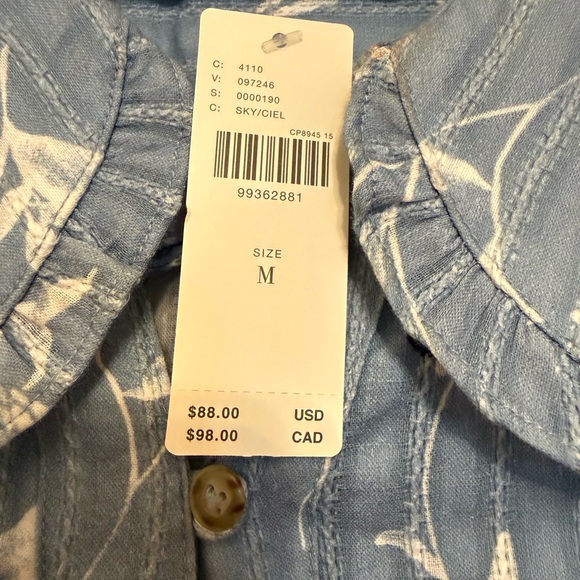 C: 4110
V: 097246
S: 0000190
C: SKY/CIEL
CP8945 15
99362881
SIZE
M
$88.00 USD
$98.00 CAD